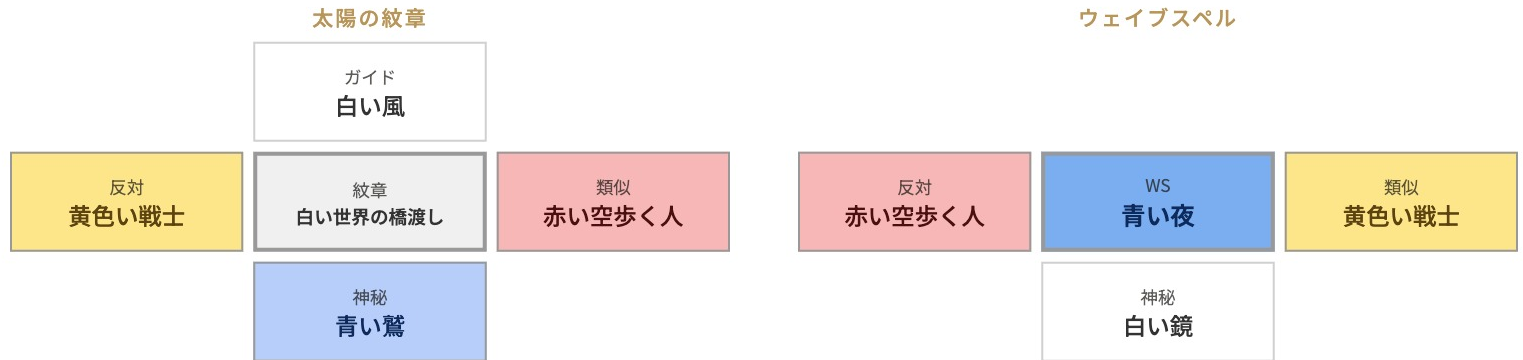 太陽の紋章
ガイド
白い風
反対
黄色い戦士
紋章
白い世界の橋渡し
類似
赤い空歩く人
神秘
青い鷲
ウェイブスペル
反対
赤い空歩く人
WS
青い夜
類似
黄色い戦士
神秘
白い鏡